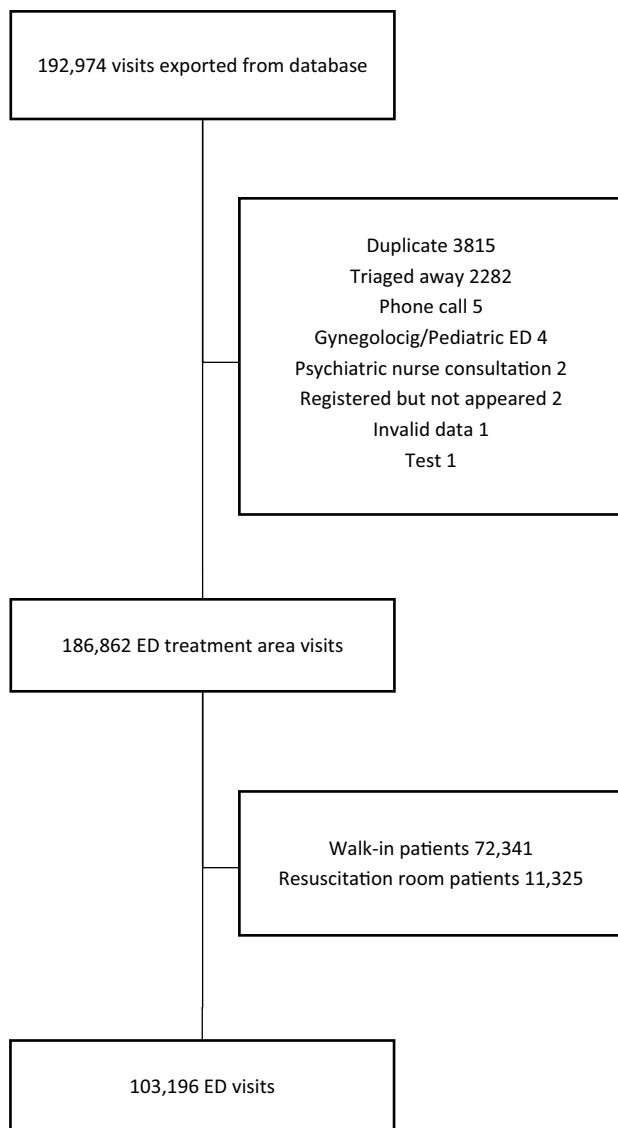 192,974 visits exported from database
Duplicate 3815
Triaged away 2282
Phone call 5
Gynegolocig/Pediatric ED 4
Psychiatric nurse consultation 2
Registered but not appeared 2
Invalid data 1
Test 1
186,862 ED treatment area visits
Walk-in patients 72,341
Resuscitation room patients 11,325
103,196 ED visits